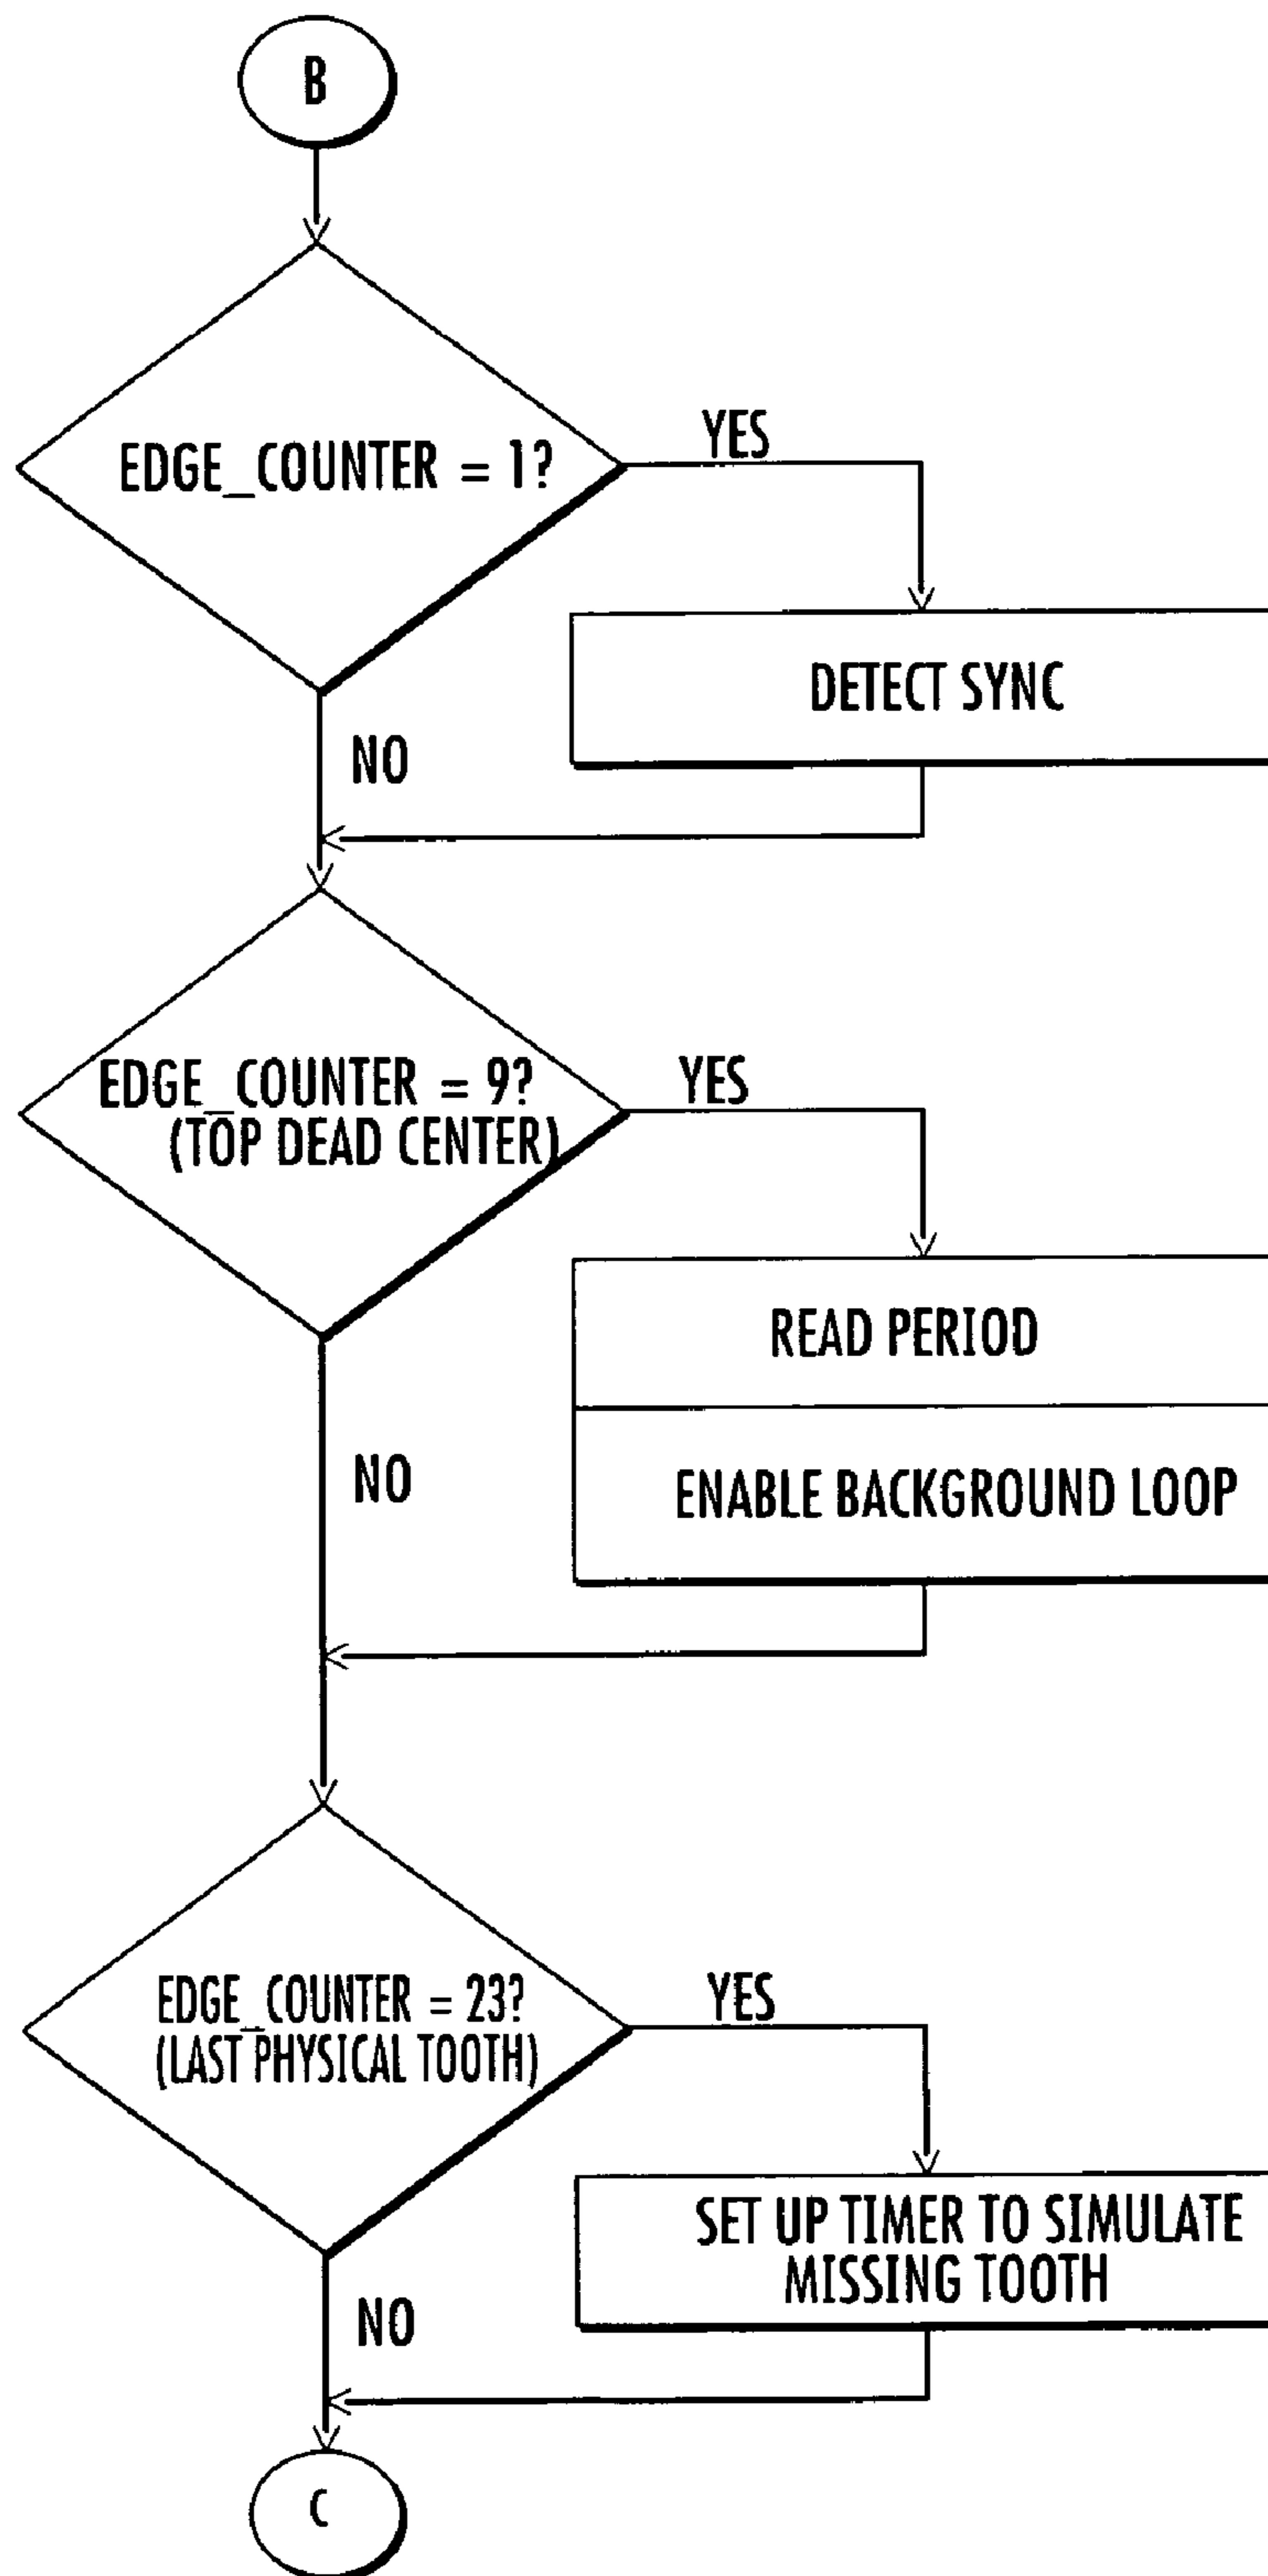 B
EDGE_COUNTER = 1?
YES
DETECT SYNC
NO
EDGE_COUNTER = 9?
(TOP DEAD CENTER)
YES
READ PERIOD
ENABLE BACKGROUND LOOP
NO
EDGE_COUNTER = 23?
(LAST PHYSICAL TOOTH)
YES
SET UP TIMER TO SIMULATE
MISSING TOOTH
NO
C